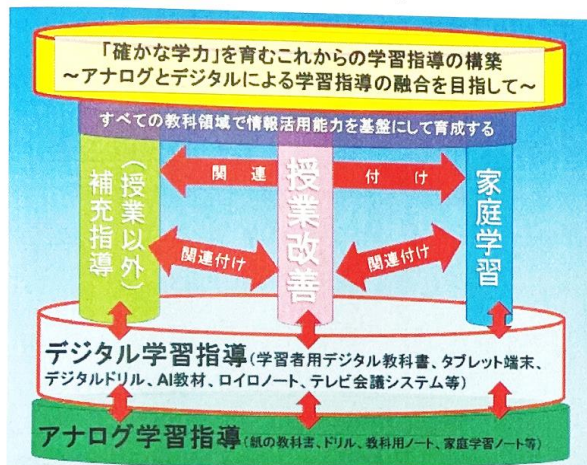 「確かな学力」を育むこれからの学習指導の構築
～アナログとデジタルによる学習指導の融合を目指して～
すべての教科領域で情報活用能力を基盤にして育成する
関連　付け
（授業以外）
補充指導
授業改善
家庭学習
関連付け
関連付け
デジタル学習指導(学習者用デジタル教科書、タブレット端末、
デジタルドリル、AI教材、ロイロノート、テレビ会議システム等)
アナログ学習指導(紙の教科書、ドリル、教科用ノート、家庭学習ノート等)